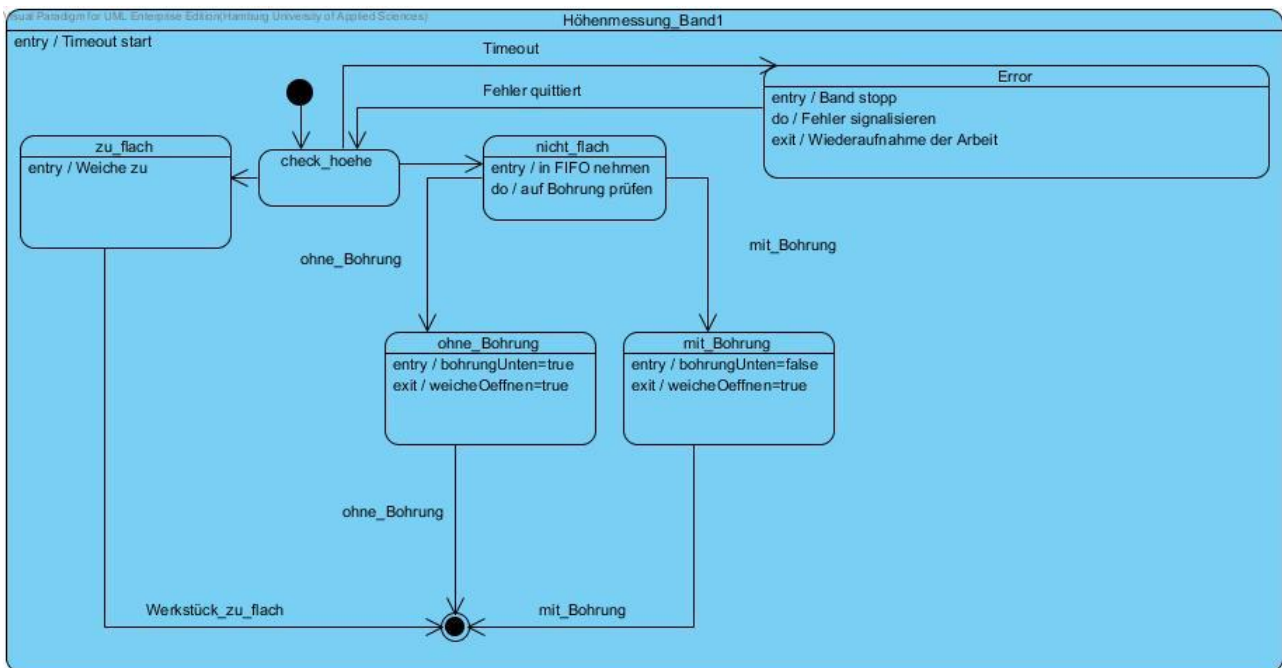 Visual Paradigm for UML Enterprise Edition(Hamburg University of Applied Sciences)
Höhenmessung_Band1
entry / Timeout start
Timeout
Error
entry / Band stopp
do / Fehler signalisieren
exit / Wiederaufnahme der Arbeit
Fehler quittiert
zu_flach
entry / Weiche zu
check_hoehe
nicht_flach
entry / in FIFO nehmen
do / auf Bohrung prüfen
ohne_Bohrung
mit_Bohrung
ohne_Bohrung
entry / bohrungUnten=true
exit / weicheOeffnen=true
mit_Bohrung
entry / bohrungUnten=false
exit / weicheOeffnen=true
ohne_Bohrung
Werkstück_zu_flach
mit_Bohrung